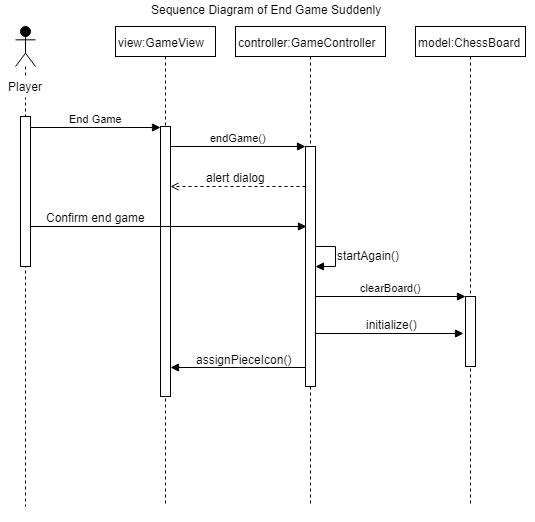 Sequence Diagram of End Game Suddenly
view:GameView
controller:GameController
model:ChessBoard
Player
End Game
endGame()
alert dialog
Confirm end game
startAgain()
clearBoard()
initialize()
assignPieceIcon()